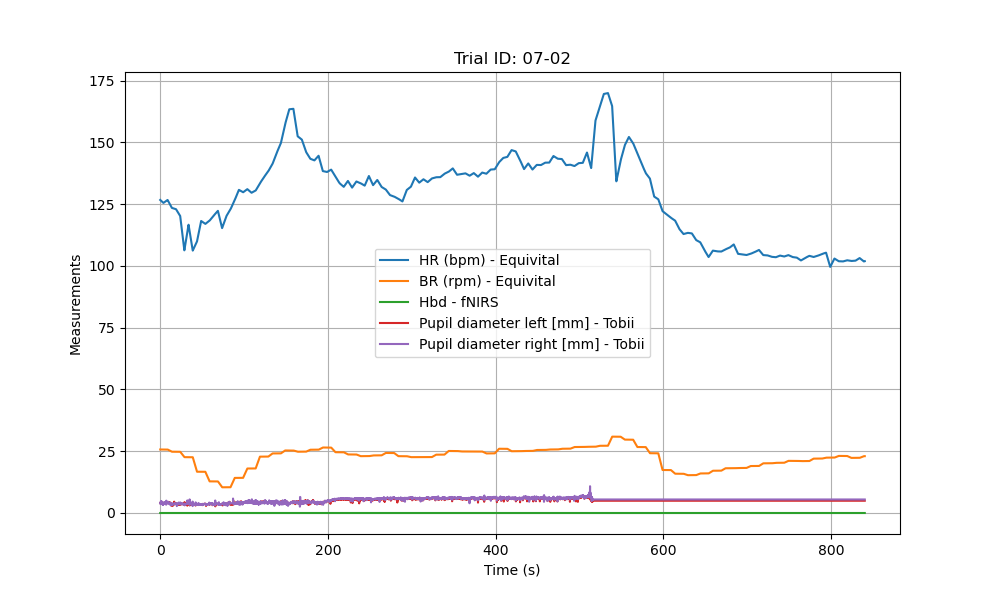 Trial ID: 07-02
175
150
125
100
75
50
25
0
Measurements
HR (bpm) - Equivital
BR (rpm) - Equivital
Hbd - fNIRS
Pupil diameter left [mm] - Tobii
Pupil diameter right [mm] - Tobii
0 200 400 600 800
Time (s)